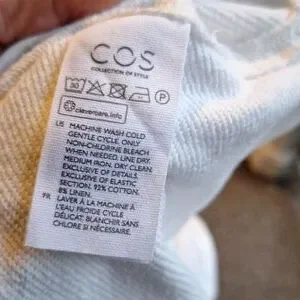 COS
COLLECTION OF STYLE
30 P
clevercare.info
US MACHINE WASH COLD
GENTLE CYCLE, ONLY
NON-CHLORINE BLEACH
WHEN NEEDED. LINE DRY.
MEDIUM IRON. DRY CLEAN.
EXCLUSIVE OF DETAILS.
EXCLUSIVE OF ELASTIC
SECTION. 92% COTTON.
8% LINEN.
FR LAVER À LA MACHINE À
L'EAU FROIDE CYCLE
DÉLICAT. BLANCHIR SANS
CHLORE SI NÉCESSAIRE.